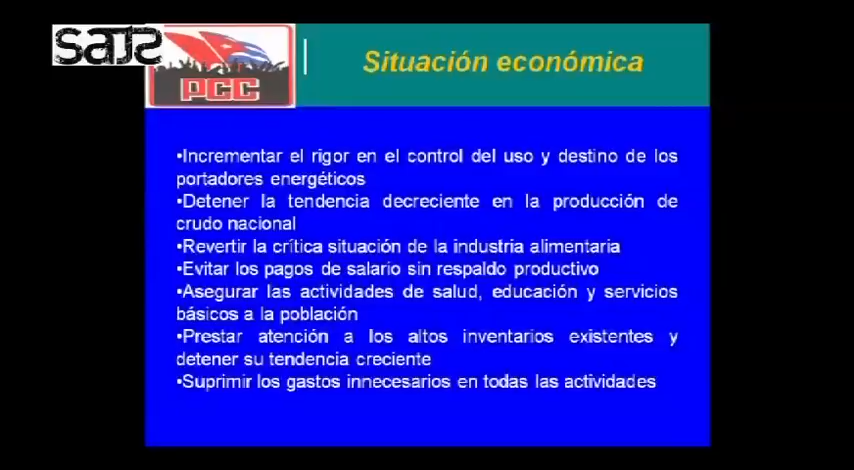 SATS
PCC
Situación económica
•Incrementar el rigor en el control del uso y destino de los
portadores energéticos
•Detener la tendencia decreciente en la producción de
crudo nacional
•Revertir la crítica situación de la industria alimentaria
•Evitar los pagos de salario sin respaldo productivo
•Asegurar las actividades de salud, educación y servicios
básicos a la población
•Prestar atención a los altos inventarios existentes y
detener su tendencia creciente
•Suprimir los gastos innecesarios en todas las actividades